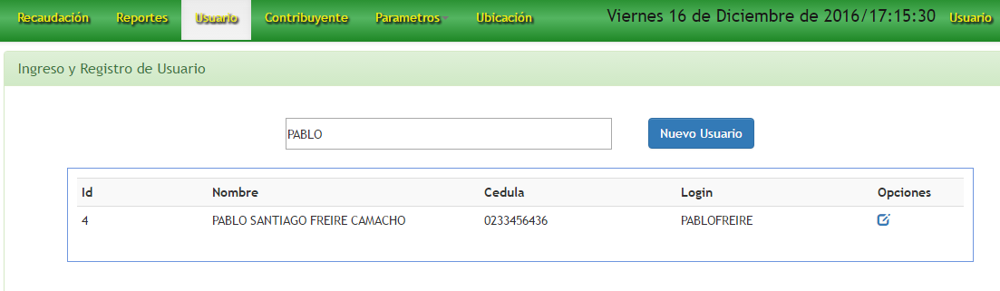 Recaudación Reportes Usuario Contribuyente Parametros Ubicación Viernes 16 de Diciembre de 2016/17:15:30 Usuario
Ingreso y Registro de Usuario
PABLO Nuevo Usuario
Id Nombre Cedula Login Opciones
4 PABLO SANTIAGO FREIRE CAMACHO 0233456436 PABLOFREIRE